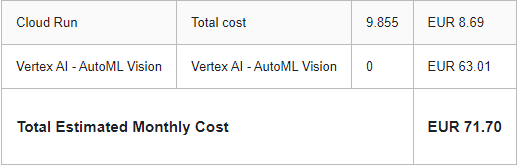 Cloud Run Total cost 9.855 EUR 8.69
Vertex AI - AutoML Vision Vertex AI - AutoML Vision 0 EUR 63.01
Total Estimated Monthly Cost EUR 71.70